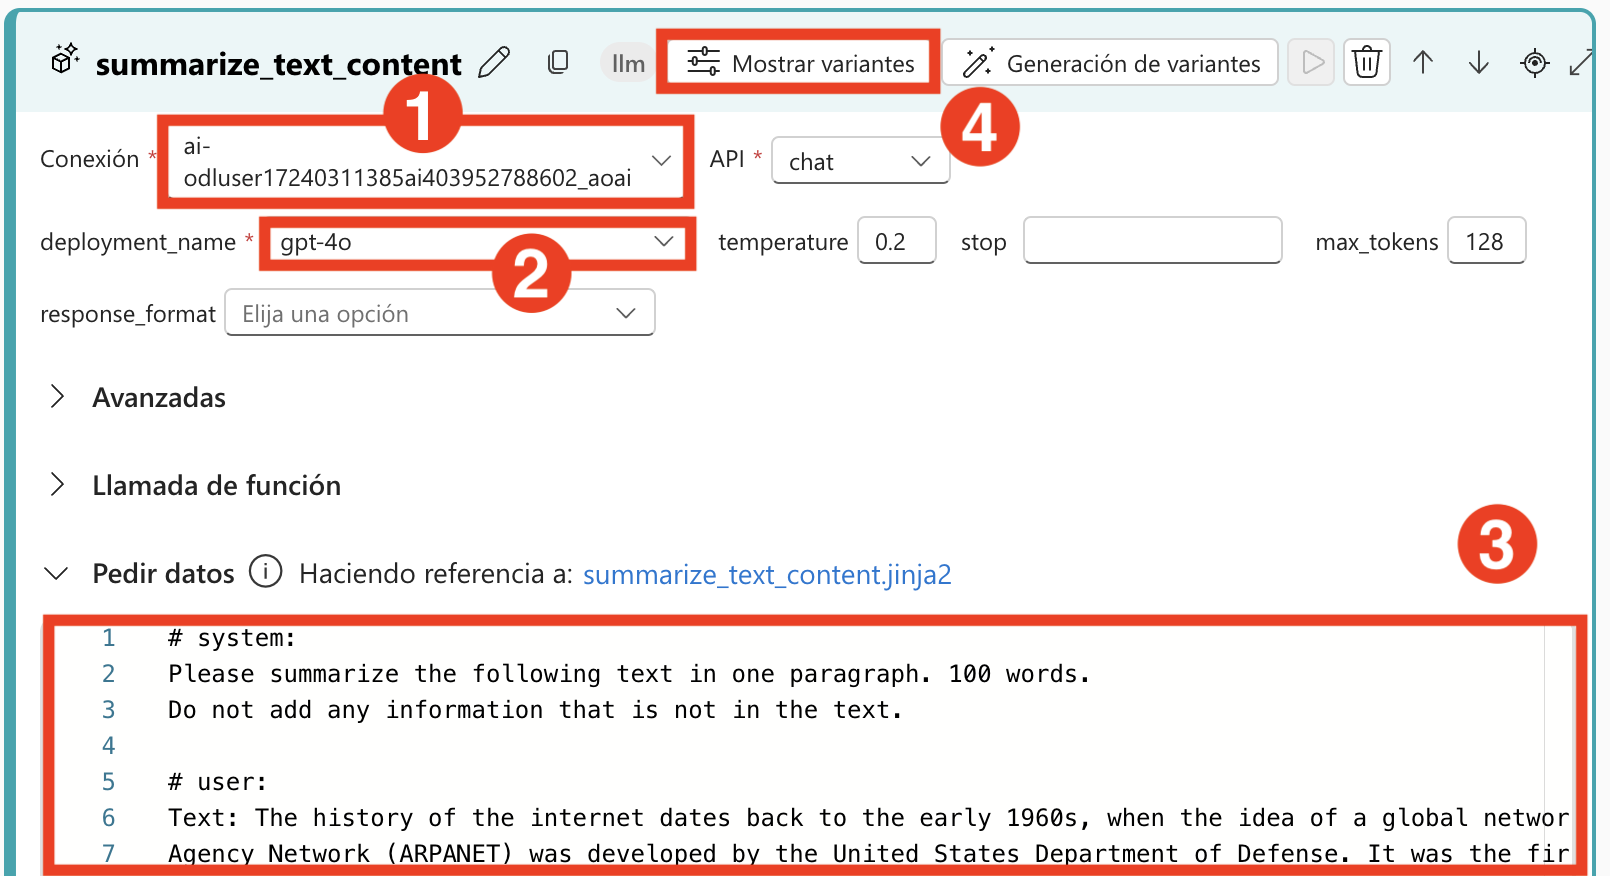 summarize_text_content llm Mostrar variantes Generación de variantes
1
4
Conexión * ai-odluser17240311385ai403952788602_aoai API * chat
deployment_name * gpt-4o temperature 0.2 stop max_tokens 128
2
response_format Elija una opción
Avanzadas
Llamada de función
3
Pedir datos Haciendo referencia a: summarize_text_content.jinja2
1 # system:
2 Please summarize the following text in one paragraph. 100 words.
3 Do not add any information that is not in the text.
4
5 # user:
6 Text: The history of the internet dates back to the early 1960s, when the idea of a global networ
7 Agency Network (ARPANET) was developed by the United States Department of Defense. It was the fir